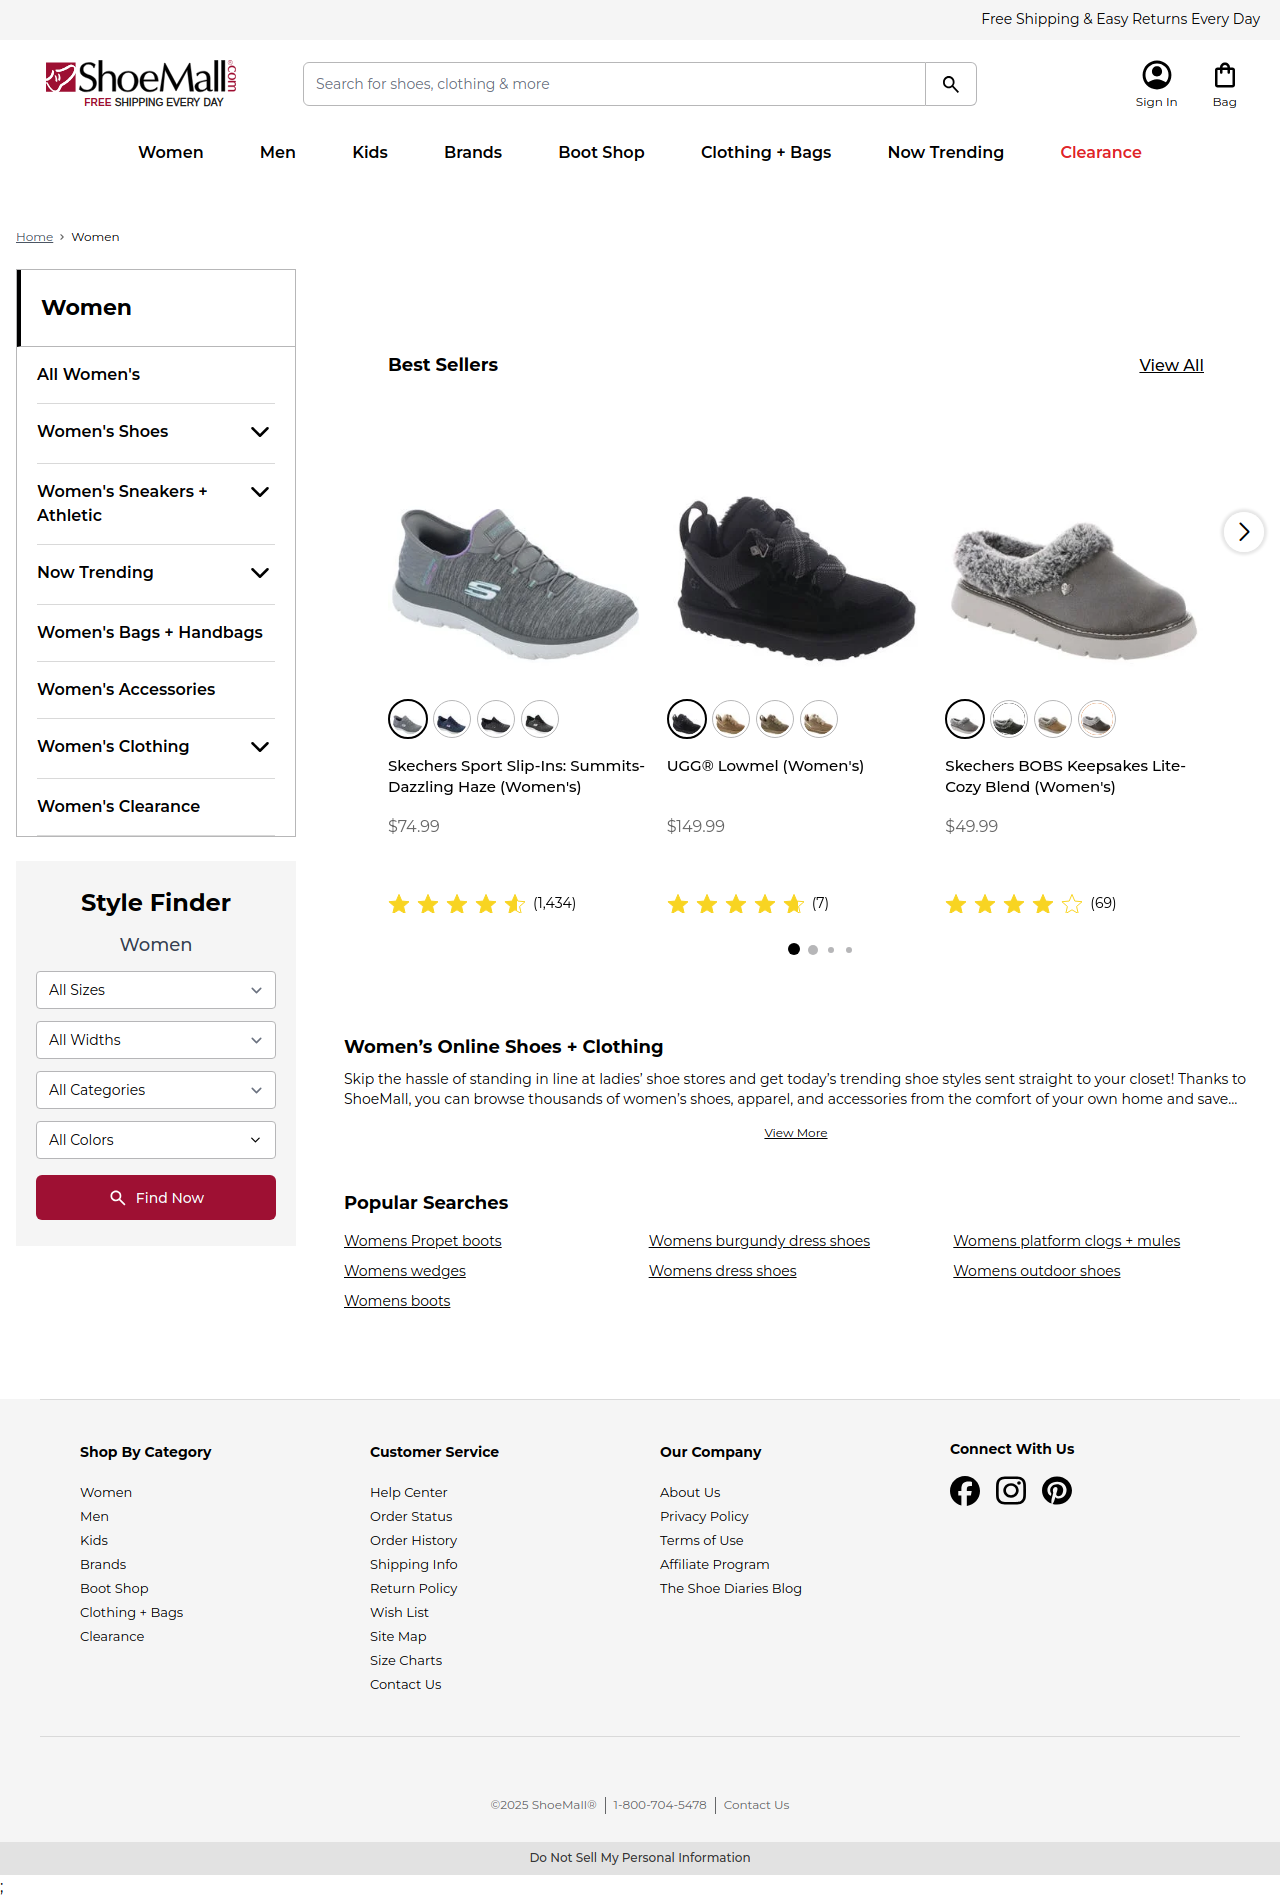 Free Shipping & Easy Returns Every Day
ShoeMall.com
FREE SHIPPING EVERY DAY
Search for shoes, clothing & more
Sign In
Bag
Women
Men
Kids
Brands
Boot Shop
Clothing + Bags
Now Trending
Clearance
Home › Women
Women
All Women's
Women's Shoes
Women's Sneakers +
Athletic
Now Trending
Women's Bags + Handbags
Women's Accessories
Women's Clothing
Women's Clearance
Style Finder
Women
All Sizes
All Widths
All Categories
All Colors
Find Now
Best Sellers
View All
Skechers Sport Slip-Ins: Summits-
Dazzling Haze (Women's)
$74.99
(1,434)
UGG® Lowmel (Women's)
$149.99
(7)
Skechers BOBS Keepsakes Lite-
Cozy Blend (Women's)
$49.99
(69)
Women’s Online Shoes + Clothing
Skip the hassle of standing in line at ladies’ shoe stores and get today’s trending shoe styles sent straight to your closet! Thanks to
ShoeMall, you can browse thousands of women’s shoes, apparel, and accessories from the comfort of your own home and save...
View More
Popular Searches
Womens Propet boots
Womens burgundy dress shoes
Womens platform clogs + mules
Womens wedges
Womens dress shoes
Womens outdoor shoes
Womens boots
Shop By Category
Women
Men
Kids
Brands
Boot Shop
Clothing + Bags
Clearance
Customer Service
Help Center
Order Status
Order History
Shipping Info
Return Policy
Wish List
Site Map
Size Charts
Contact Us
Our Company
About Us
Privacy Policy
Terms of Use
Affiliate Program
The Shoe Diaries Blog
Connect With Us
©2025 ShoeMall®
1-800-704-5478
Contact Us
Do Not Sell My Personal Information
;